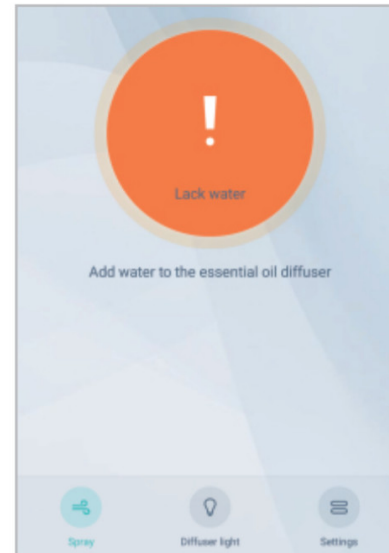 !
Lack water
Add water to the essential oil diffuser
Spray
Diffuser light
Settings